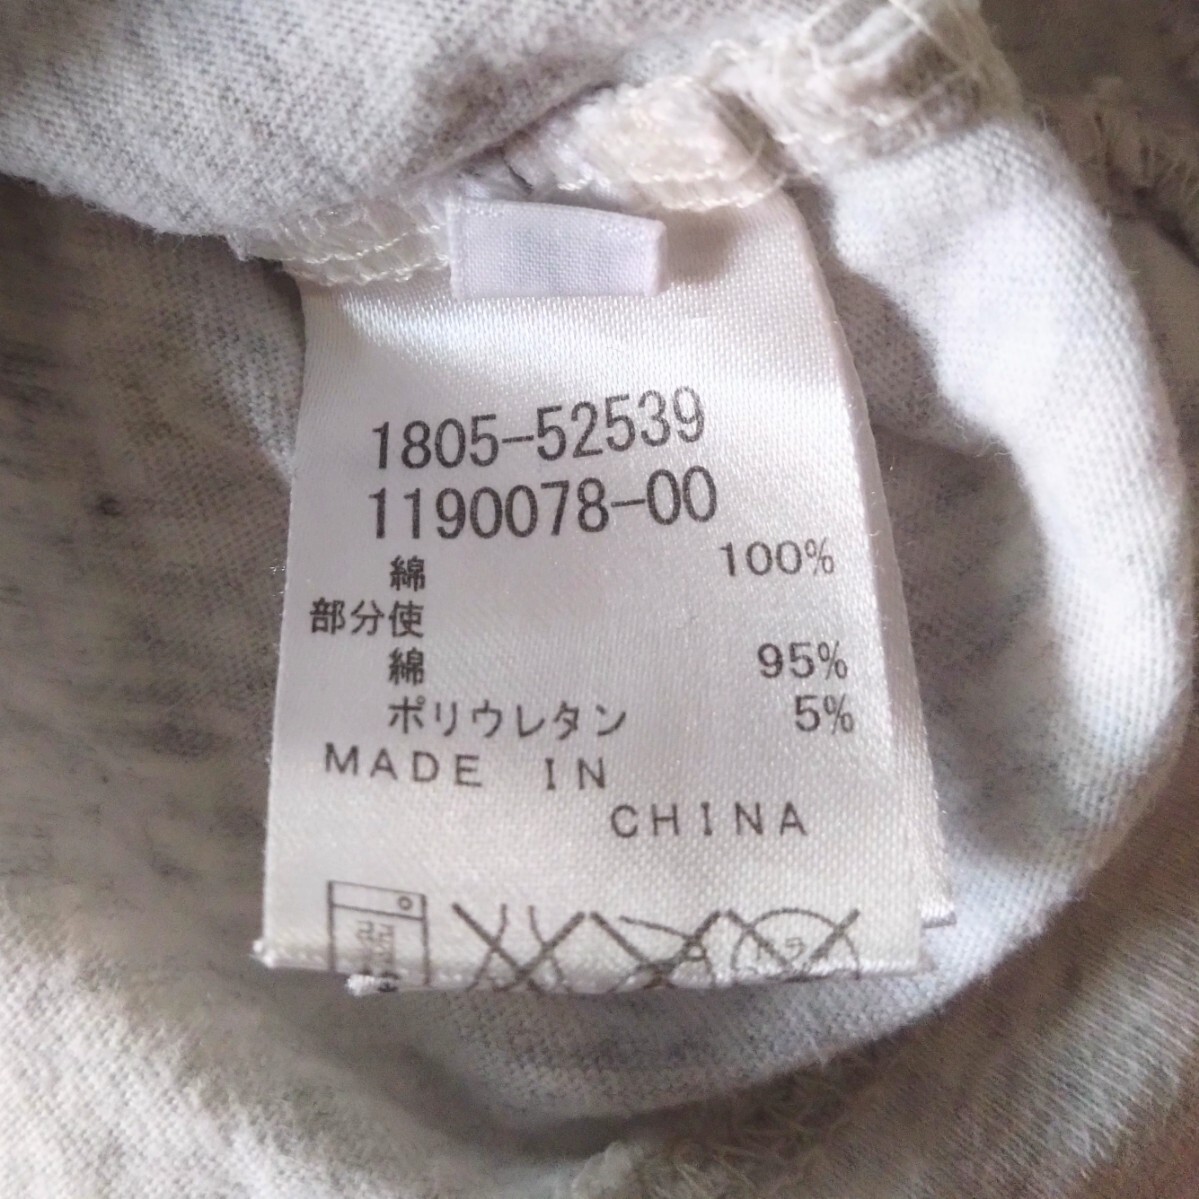 1805-52539
1190078-00
綿 100%
部分使
綿 95%
ポリウレタン 5%
MADE IN
CHINA
弱